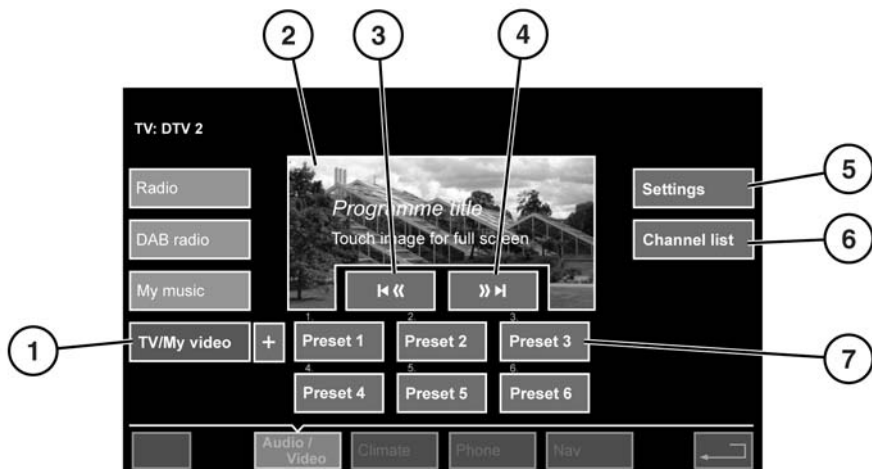 2
3
4
TV: DTV 2
5
Radio
Programme title
Settings
DAB radio
Touch image for full screen
Channel list
6
My music
1. 2. 3.
1
TV/My video + Preset 1 Preset 2 Preset 3
7
4. 5. 6.
Preset 4 Preset 5 Preset 6
Audio /
Video
Climate Phone Nav